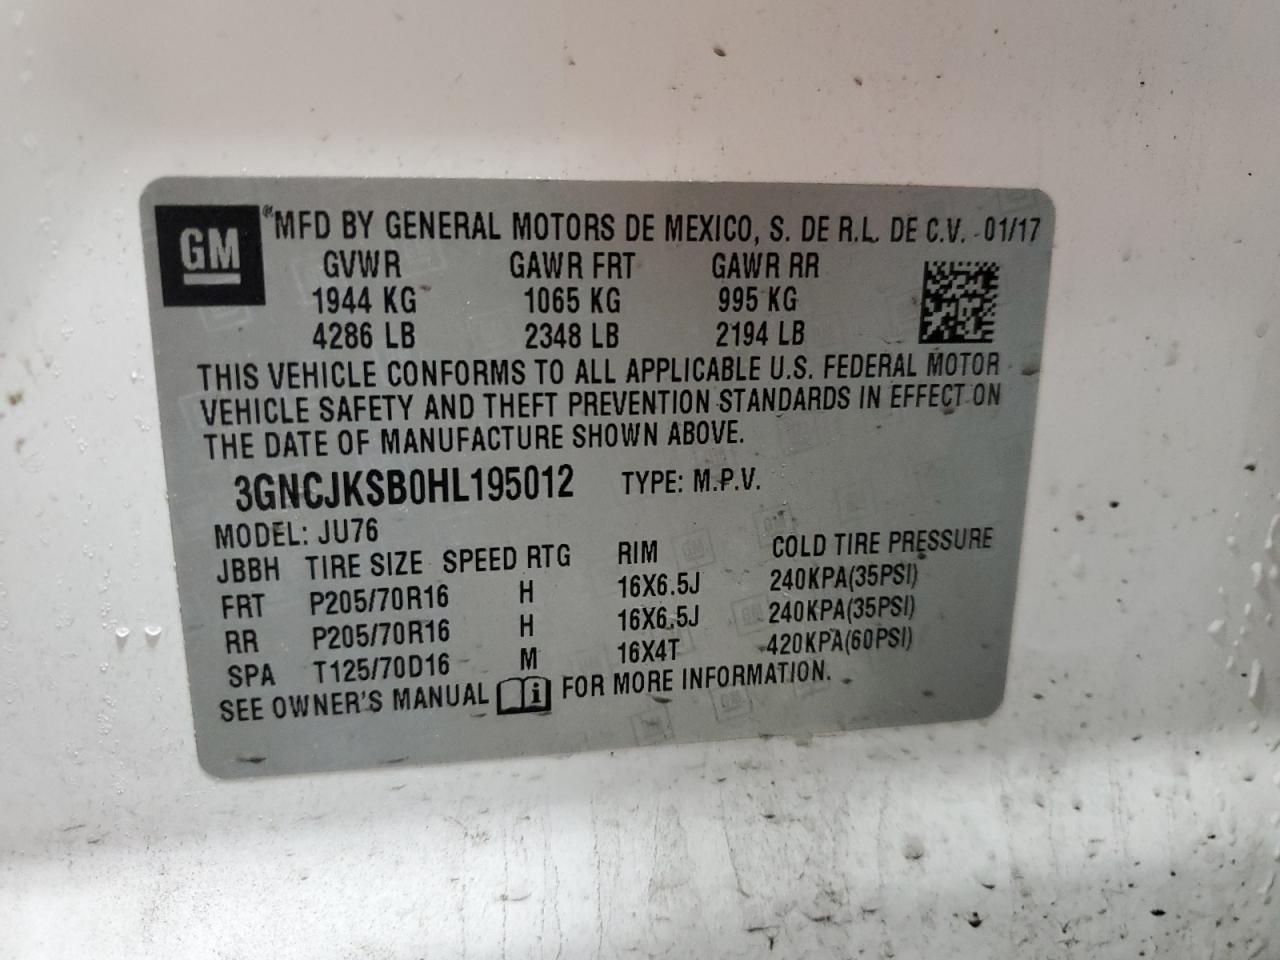 GM
®MFD BY GENERAL MOTORS DE MEXICO, S. DE R.L. DE C.V. 01/17
GVWR GAWR FRT GAWR RR
1944 KG 1065 KG 995 KG
4286 LB 2348 LB 2194 LB
THIS VEHICLE CONFORMS TO ALL APPLICABLE U.S. FEDERAL MOTOR
VEHICLE SAFETY AND THEFT PREVENTION STANDARDS IN EFFECT ON
THE DATE OF MANUFACTURE SHOWN ABOVE.
3GNCJKSB0HL195012 TYPE: M.P.V.
MODEL: JU76
JBBH TIRE SIZE SPEED RTG RIM COLD TIRE PRESSURE
FRT P205/70R16 H 16X6.5J 240KPA(35PSI)
RR P205/70R16 H 16X6.5J 240KPA(35PSI)
SPA T125/70D16 M 16X4T 420KPA(60PSI)
SEE OWNER'S MANUAL i FOR MORE INFORMATION.